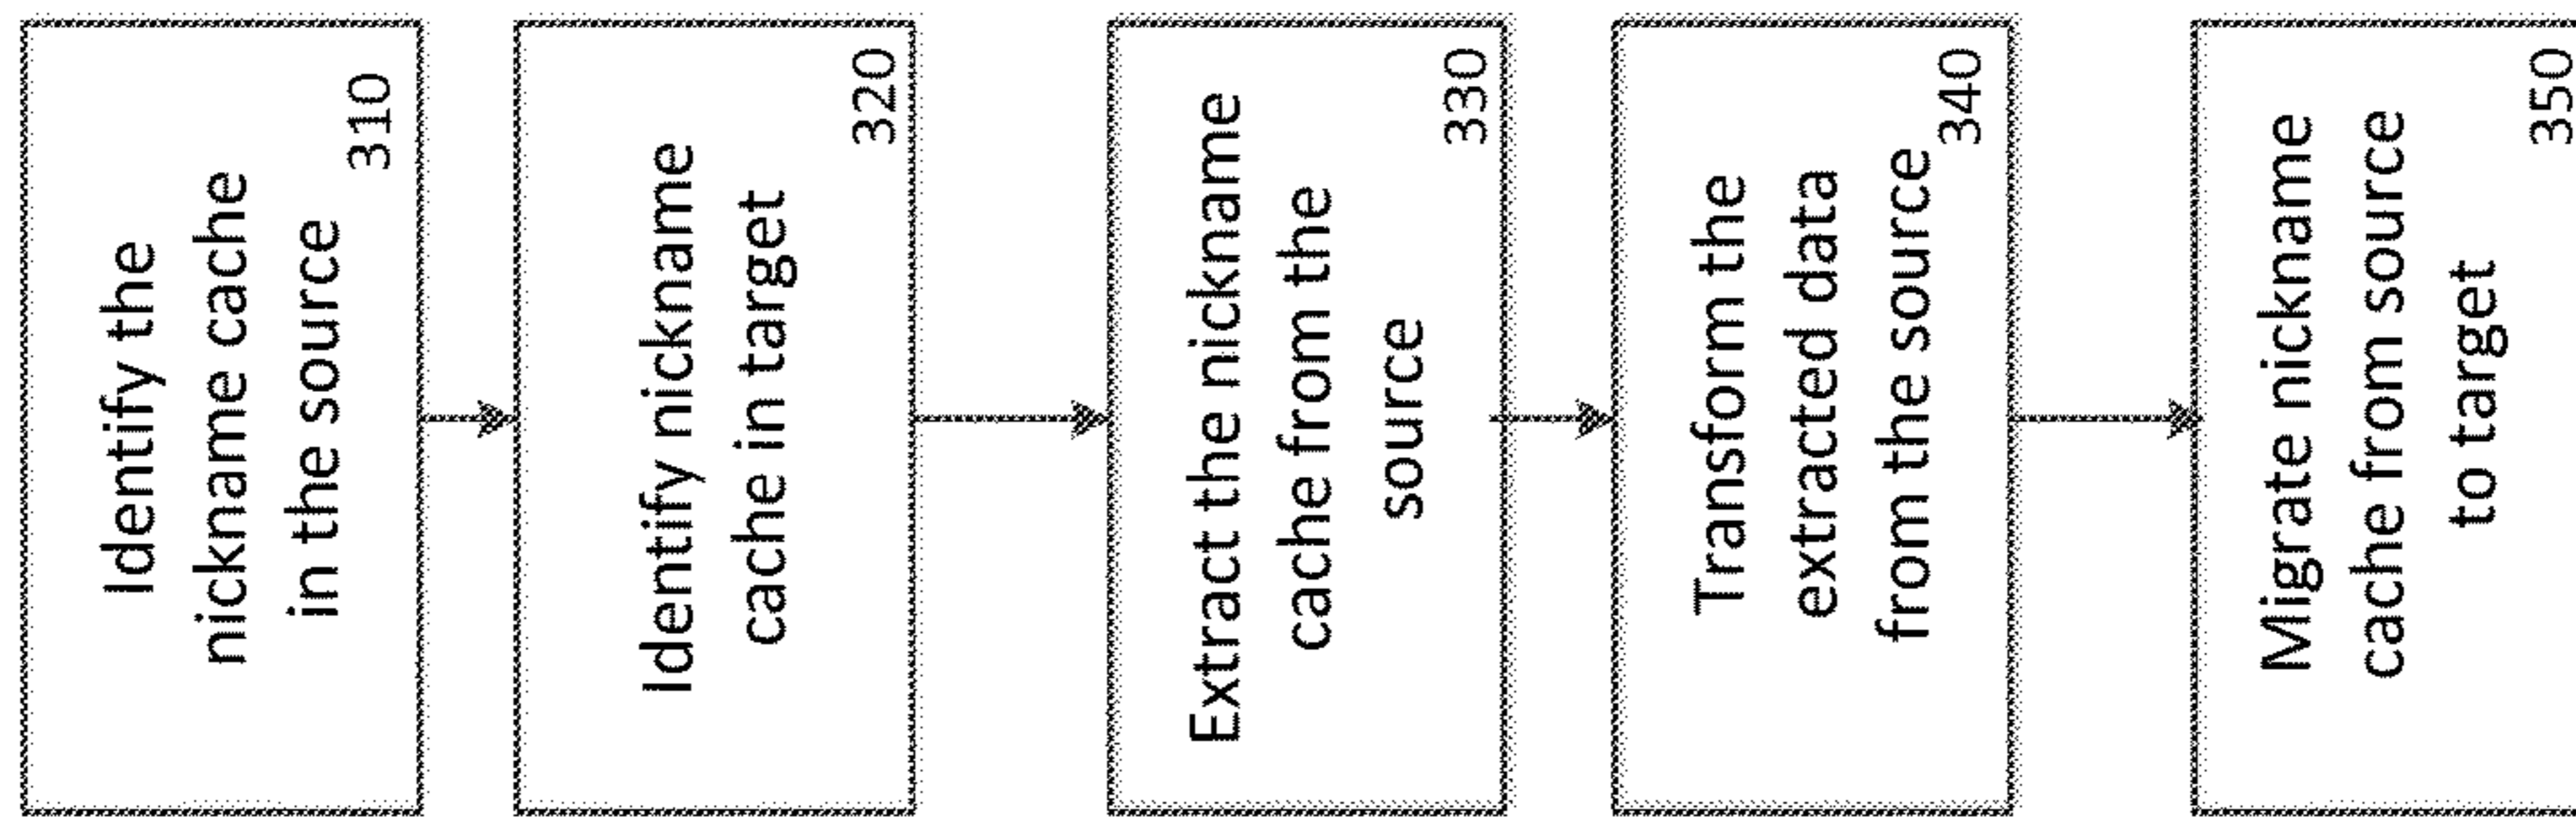 Identify the
nickname cache
in the source
310
Identify nickname
cache in target
320
Extract the nickname
cache from the
source
330
Transform the
extracted data
from the source
340
Migrate nickname
cache from source
to target
350